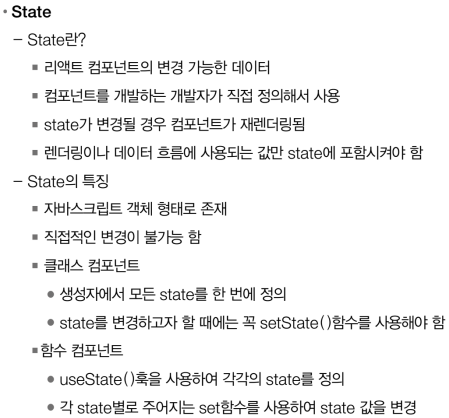 · State
– State란?
▪ 리액트 컴포넌트의 변경 가능한 데이터
▪ 컴포넌트를 개발하는 개발자가 직접 정의해서 사용
▪ state가 변경될 경우 컴포넌트가 재렌더링됨
▪ 렌더링이나 데이터 흐름에 사용되는 값만 state에 포함시켜야 함
– State의 특징
▪ 자바스크립트 객체 형태로 존재
▪ 직접적인 변경이 불가능 함
▪ 클래스 컴포넌트
● 생성자에서 모든 state를 한 번에 정의
● state를 변경하고자 할 때에는 꼭 setState()함수를 사용해야 함
▪함수 컴포넌트
● useState()훅을 사용하여 각각의 state를 정의
● 각 state별로 주어지는 set함수를 사용하여 state 값을 변경